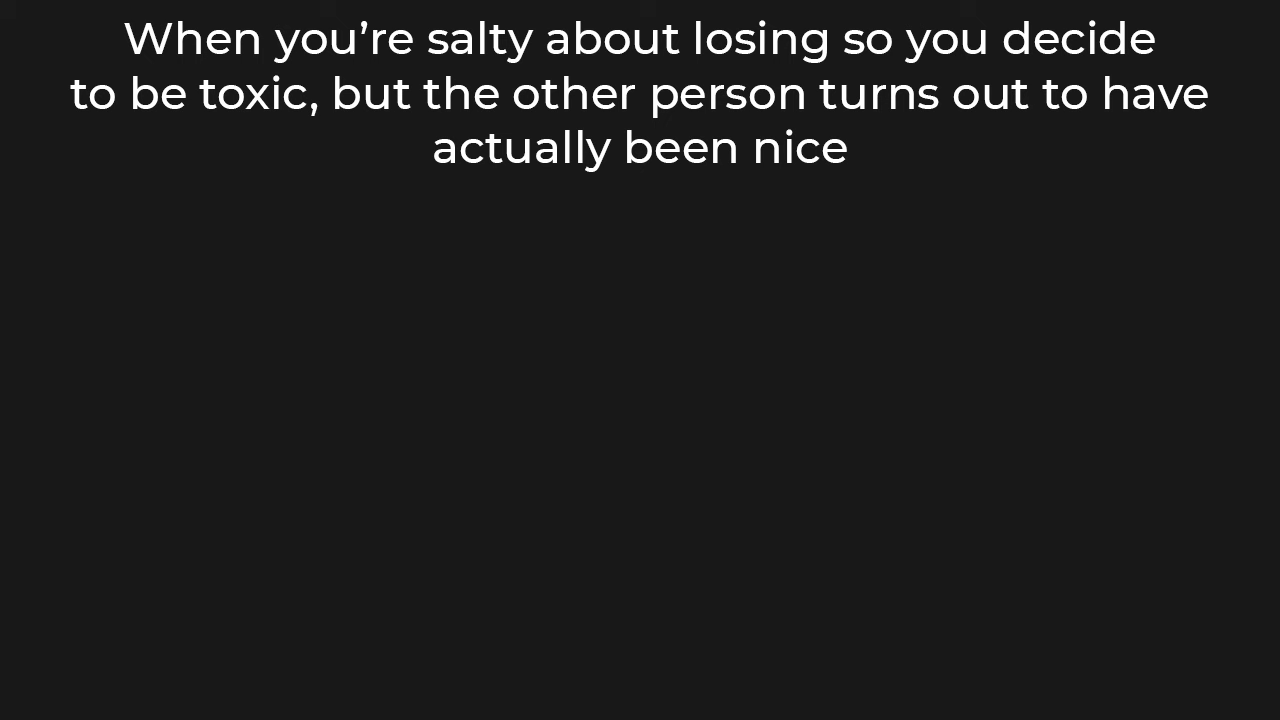 When you’re salty about losing so you decide
to be toxic, but the other person turns out to have
actually been nice